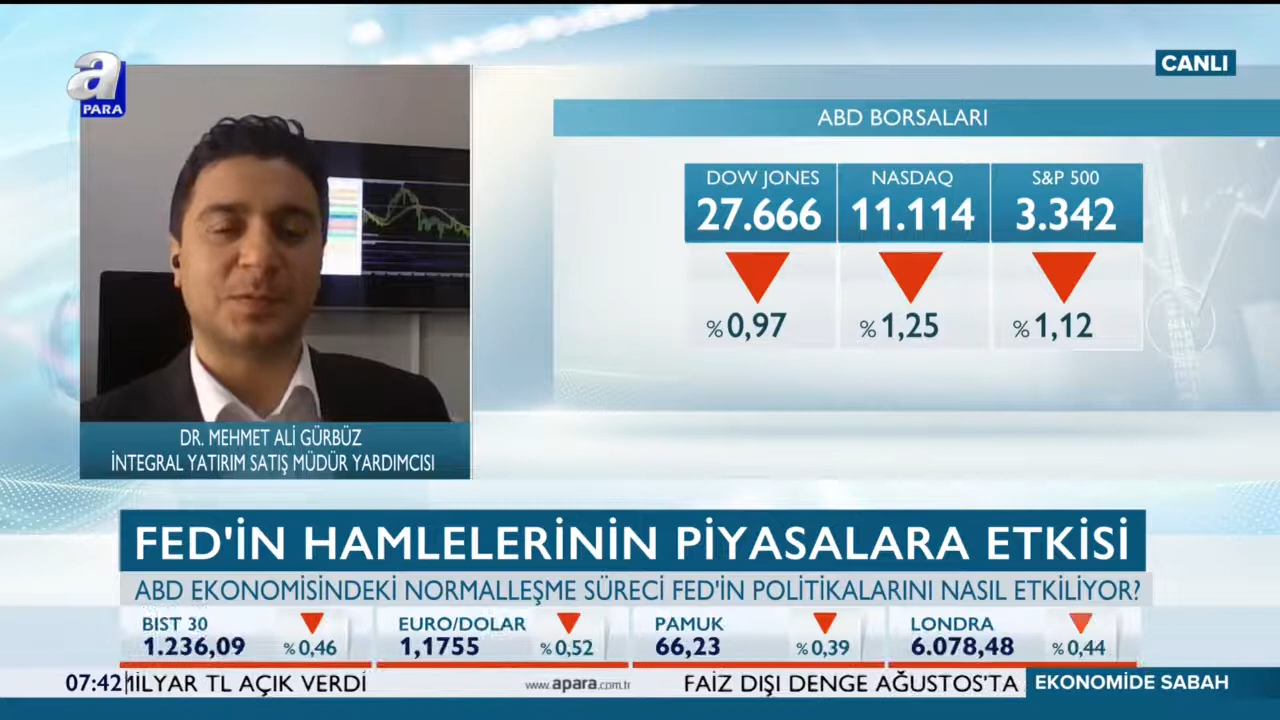 a
PARA
CANLI
ABD BORSALARI
DOW JONES NASDAQ S&P 500
27.666 11.114 3.342
%0,97 %1,25 %1,12
DR. MEHMET ALİ GÜRBÜZ
İNTEGRAL YATIRIM SATIŞ MÜDÜR YARDIMCISI
FED'İN HAMLELERİNİN PİYASALARA ETKİSİ
ABD EKONOMİSİNDEKİ NORMALLEŞME SÜRECİ FED'İN POLİTİKALARINI NASIL ETKİLİYOR?
BIST 30 EURO/DOLAR PAMUK LONDRA
1.236,09 %0,46 1,1755 %0,52 66,23 %0,39 6.078,48 %0,44
07:42 MİLYAR TL AÇIK VERDİ www.apara.com.tr FAİZ DIŞI DENGE AĞUSTOS'TA EKONOMİDE SABAH